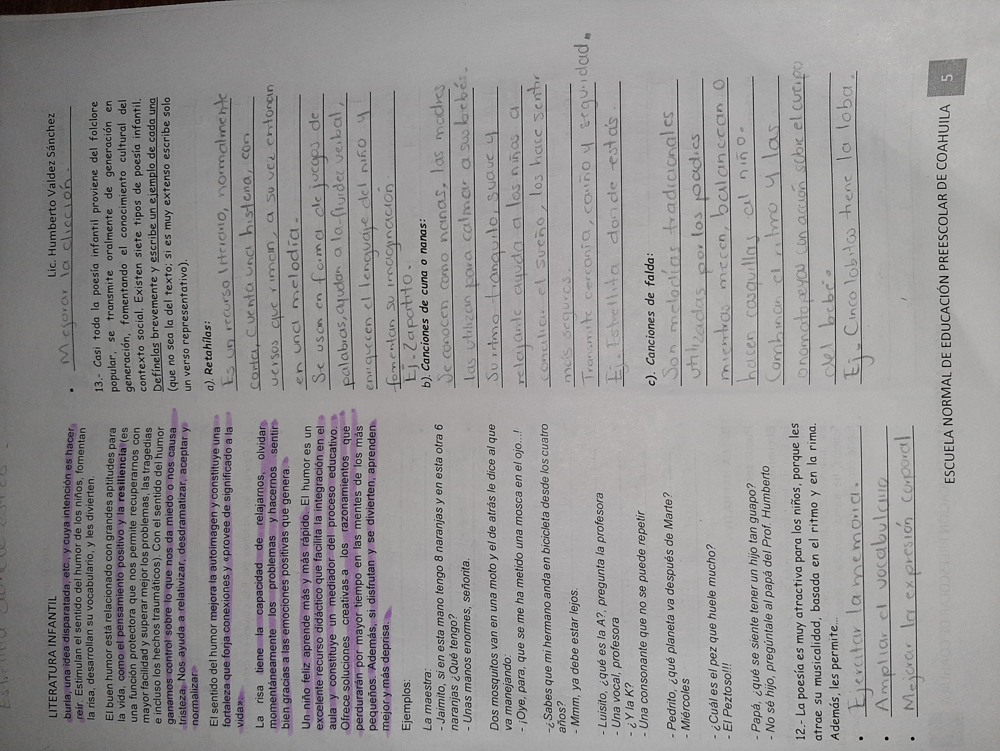 LITERATURA INFANTIL
Lic. Humberto Valdez Sánchez
burla, una idea disparatada, etc., y cuya intención es hacer
reír. Estimulan el sentido del humor de los niños, fomentan
la risa, desarrollan su vocabulario, y les divierten.
El buen humor está relacionado con grandes aptitudes para
la vida, como el pensamiento positivo y la resiliencia (es
una función protectora que nos permite recuperarnos con
mayor facilidad y superar mejor los problemas, las tragedias
e incluso los hechos traumáticos). Con el sentido del humor
ganamos control sobre lo que nos da miedo o nos causa
tristeza. Nos ayuda a relativizar, desdramatizar, aceptar y
normalizar.
El sentido del humor mejora la autoimagen y constituye una
fortaleza que forja conexiones y «provee de significado a la
vida».
La risa tiene la capacidad de relajarnos, olvidar
momentáneamente los problemas y hacernos sentir
bien gracias a las emociones positivas que genera.
Un niño feliz aprende más y más rápido. El humor es un
excelente recurso didáctico que facilita la integración en el
aula y constituye un mediador del proceso educativo.
Ofrece soluciones creativas a los razonamientos que
perdurarán por mayor tiempo en las mentes de los más
pequeños. Además, si disfrutan y se divierten, aprenden
mejor y más deprisa.
Ejemplos:
La maestra:
- Jaimito, si en esta mano tengo 8 naranjas y en esta otra 6
naranjas ¿Qué tengo?
- Unas manos enormes, señorita.
Dos mosquitos van en una moto y el de atrás le dice al que
va manejando:
- ¡Oye, para, que se me ha metido una mosca en el ojo...!
-¿Sabes que mi hermano anda en bicicleta desde los cuatro
años?
- Mmm, ya debe estar lejos.
- Luisito, ¿qué es la A?, pregunta la profesora
- Una vocal, profesora
- ¿Y la K?
- Una consonante que no se puede repetir
- Pedrito, ¿qué planeta va después de Marte?
- Miércoles
- ¿Cuál es el pez que huele mucho?
- El Peztoso!!!
- Papá, ¿qué se siente tener un hijo tan guapo?
- No sé hijo, pregúntale al papá del Prof. Humberto
12.- La poesía es muy atractiva para los niños, porque les
atrae su musicalidad, basada en el ritmo y en la rima.
Además, les permite...
• Ejercitar la memoria.
• Ampliar el vocabulario
• Mejorar la expresión corporal
• Mejorar la dicción.
13.- Casi toda la poesía infantil proviene del folclore
popular, se transmite oralmente de generación en
generación, fomentando el conocimiento cultural del
contexto social. Existen siete tipos de poesía infantil.
Defínelas brevemente y escribe un ejemplo de cada una
(que no sea la del texto; si es muy extenso escribe solo
un verso representativo).
a). Retahílas:
Es un recurso literario, normalmente
corta, cuenta una historia, con
versos que riman, a su vez entonan
en una melodía.
Se usan en forma de juegos de
palabras, ayudan a la fluidez verbal,
enriquecen el lenguaje del niño y
fomentan su imaginación.
Ej. Zapatito.
b). Canciones de cuna o nanas:
Se conocen como nanas, las madres
las utilizan para calmar a sus bebés.
Su ritmo tranquilo, suave y
relajante ayuda a los niños a
conciliar el sueño, los hace sentir
más seguros.
Transmite cercanía, cariño y seguridad.
Ej. Estrellita donde estás.
c). Canciones de falda:
Son melodías tradicionales
utilizadas por los padres
mientras mecen, balancean o
hacen cosquillas al niño.
Combinan el ritmo y las
onomatopeyas con acción sobre el cuerpo
del bebé.
Ej. Cinco lobitos tiene la loba.
ESCUELA NORMAL DE EDUCACIÓN PREESCOLAR DE COAHUILA
5